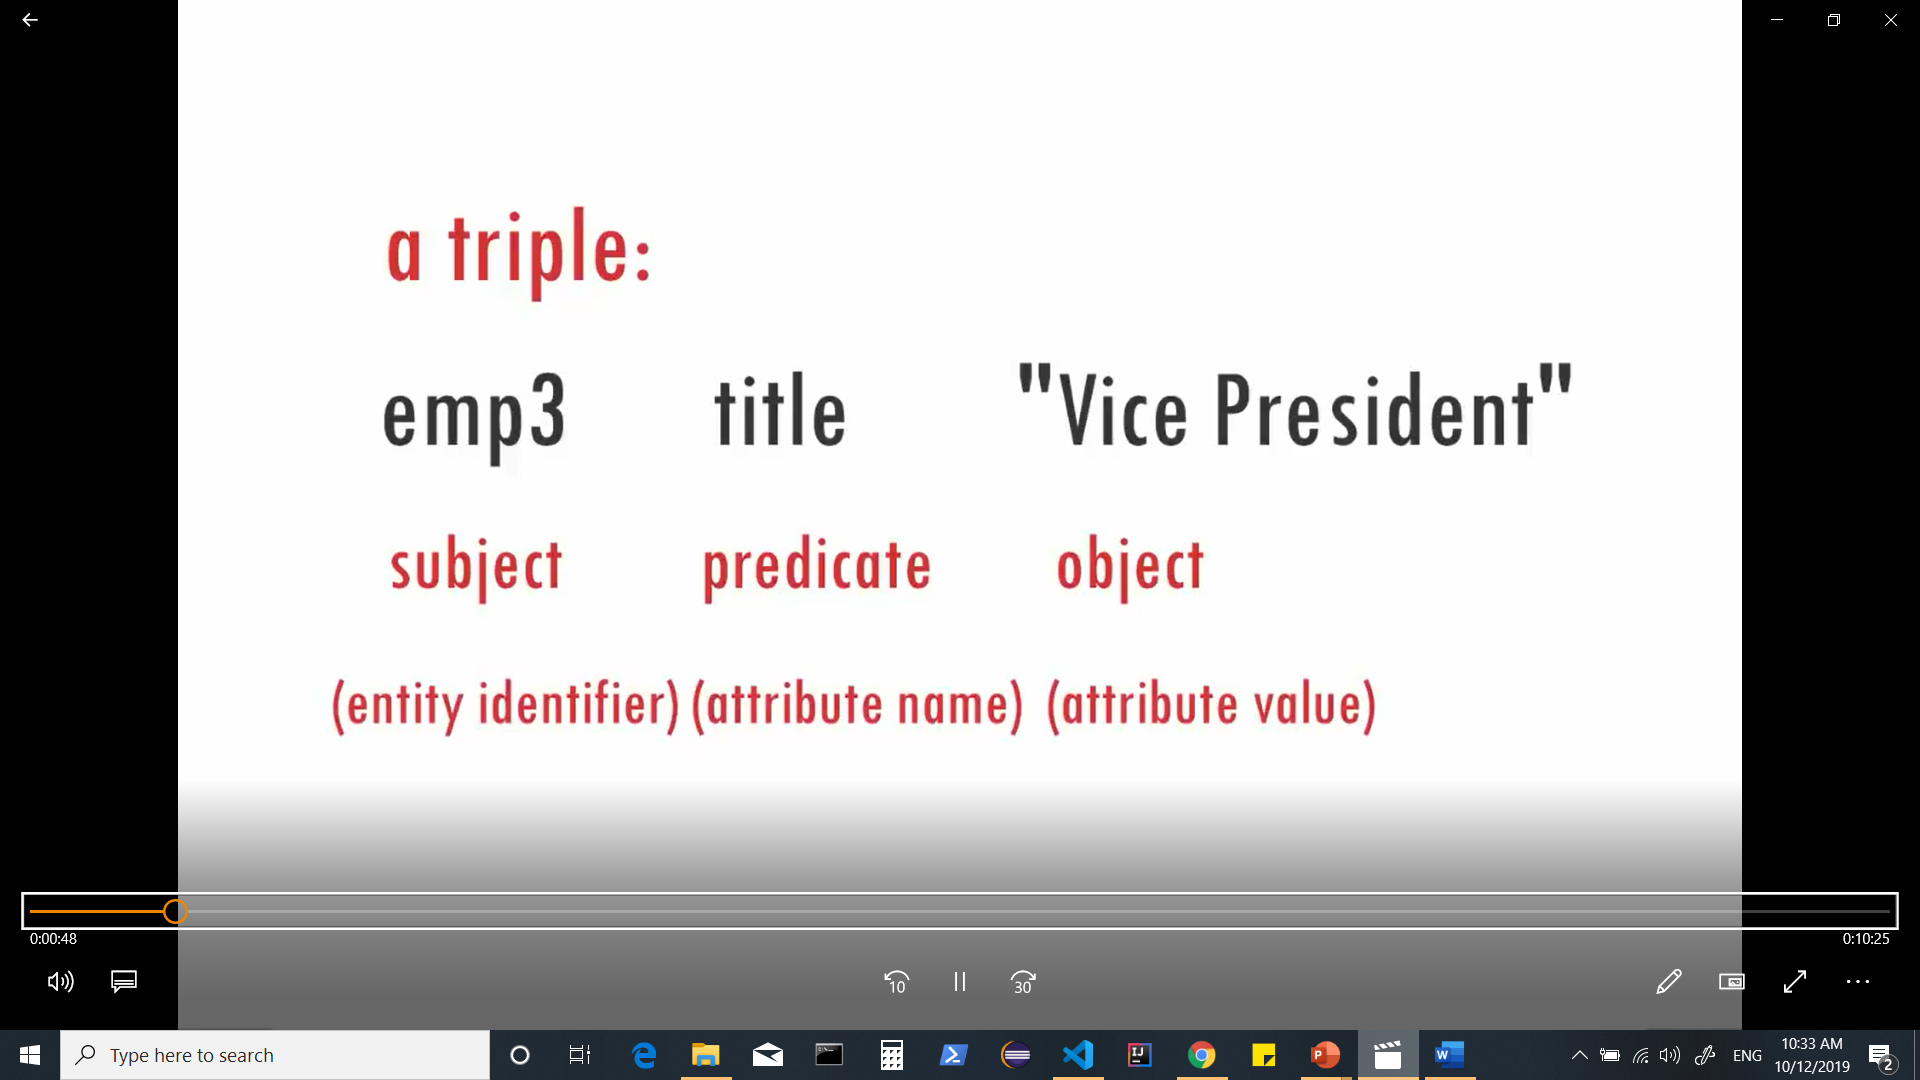 a triple:
emp3 title "Vice President"
subject predicate object
(entity identifier) (attribute name) (attribute value)
0:00:48 0:10:25
10 30
Type here to search
ENG
10:33 AM
10/12/2019
2